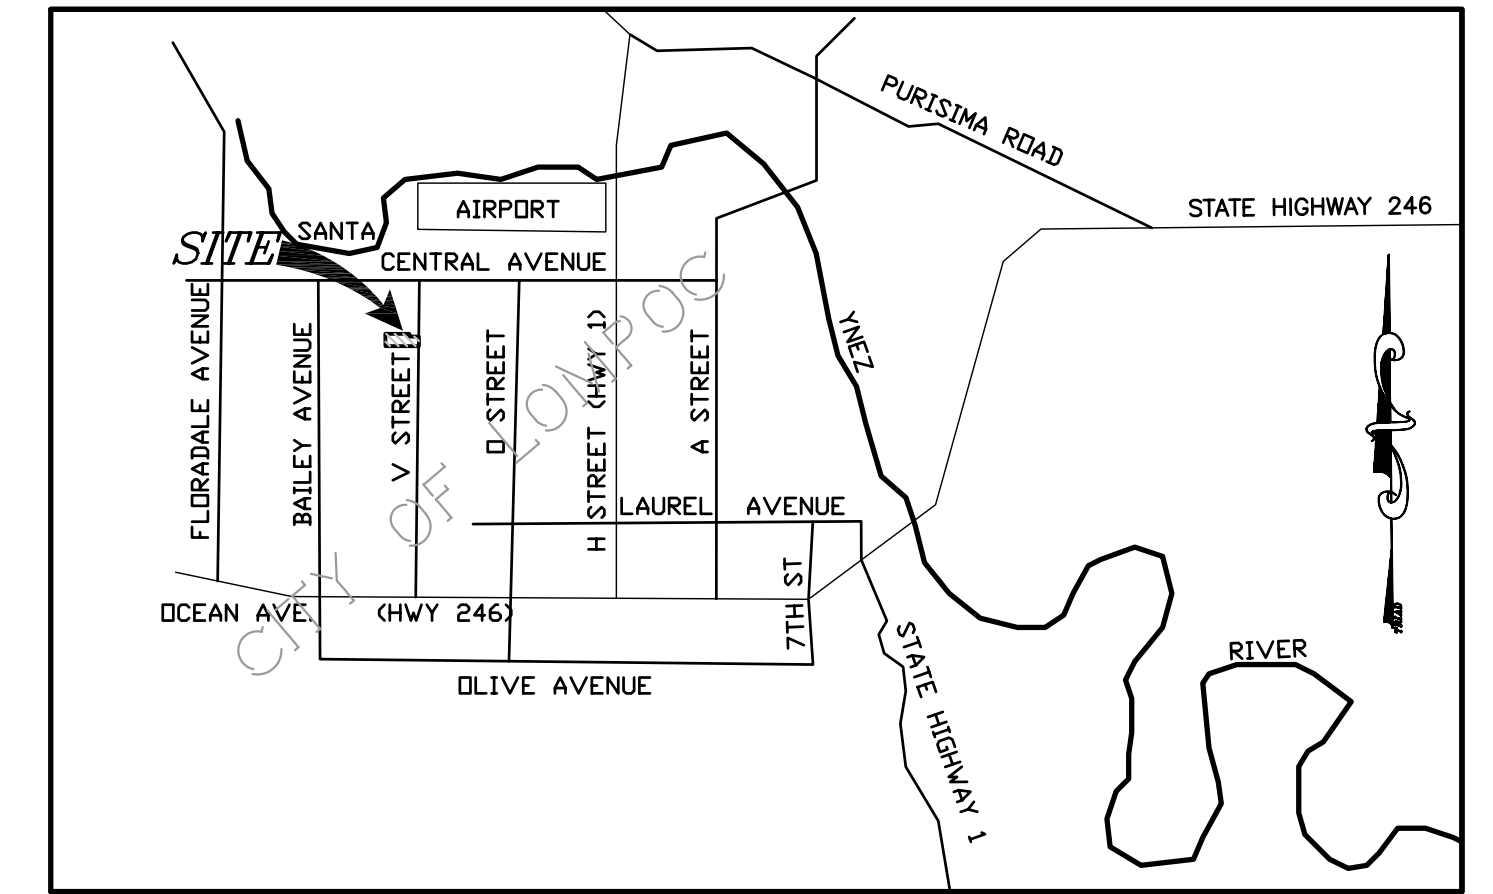 PURISIMA ROAD
STATE HIGHWAY 246
AIRPORT
SANTA
SITE
CENTRAL AVENUE
FLORADALE AVENUE
BAILEY AVENUE
V STREET
O STREET
H STREET (HWY 1)
A STREET
YNEZ
CITY OF LOMPOC
LAUREL AVENUE
7TH ST
OCEAN AVE. (HWY 246)
OLIVE AVENUE
STATE HIGHWAY 1
RIVER
TRIAD